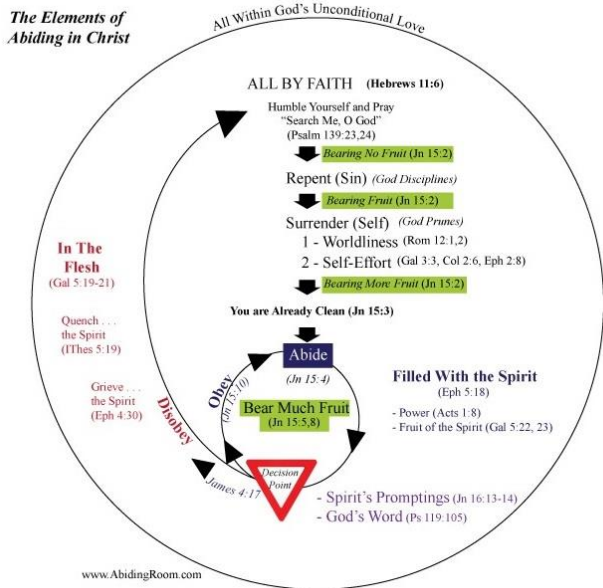 The Elements of
Abiding in Christ
All Within God's Unconditional Love
ALL BY FAITH (Hebrews 11:6)
Humble Yourself and Pray
"Search Me, O God"
(Psalm 139:23,24)
Bearing No Fruit (Jn 15:2)
Repent (Sin) (God Disciplines)
Bearing Fruit (Jn 15:2)
Surrender (Self) (God Prunes)
1 - Worldliness (Rom 12:1,2)
2 - Self-Effort (Gal 3:3, Col 2:6, Eph 2:8)
Bearing More Fruit (Jn 15:2)
You are Already Clean (Jn 15:3)
Abide
(Jn 15:4)
Obey
(Jn 15:10)
Bear Much Fruit
(Jn 15:5,8)
Decision
Point
In The
Flesh
(Gal 5:19-21)
Quench . . .
the Spirit
(IThes 5:19)
Grieve . . .
the Spirit
(Eph 4:30)
Disobey
James 4:17
Filled With the Spirit
(Eph 5:18)
- Power (Acts 1:8)
- Fruit of the Spirit (Gal 5:22, 23)
- Spirit's Promptings (Jn 16:13-14)
- God's Word (Ps 119:105)
www.AbidingRoom.com